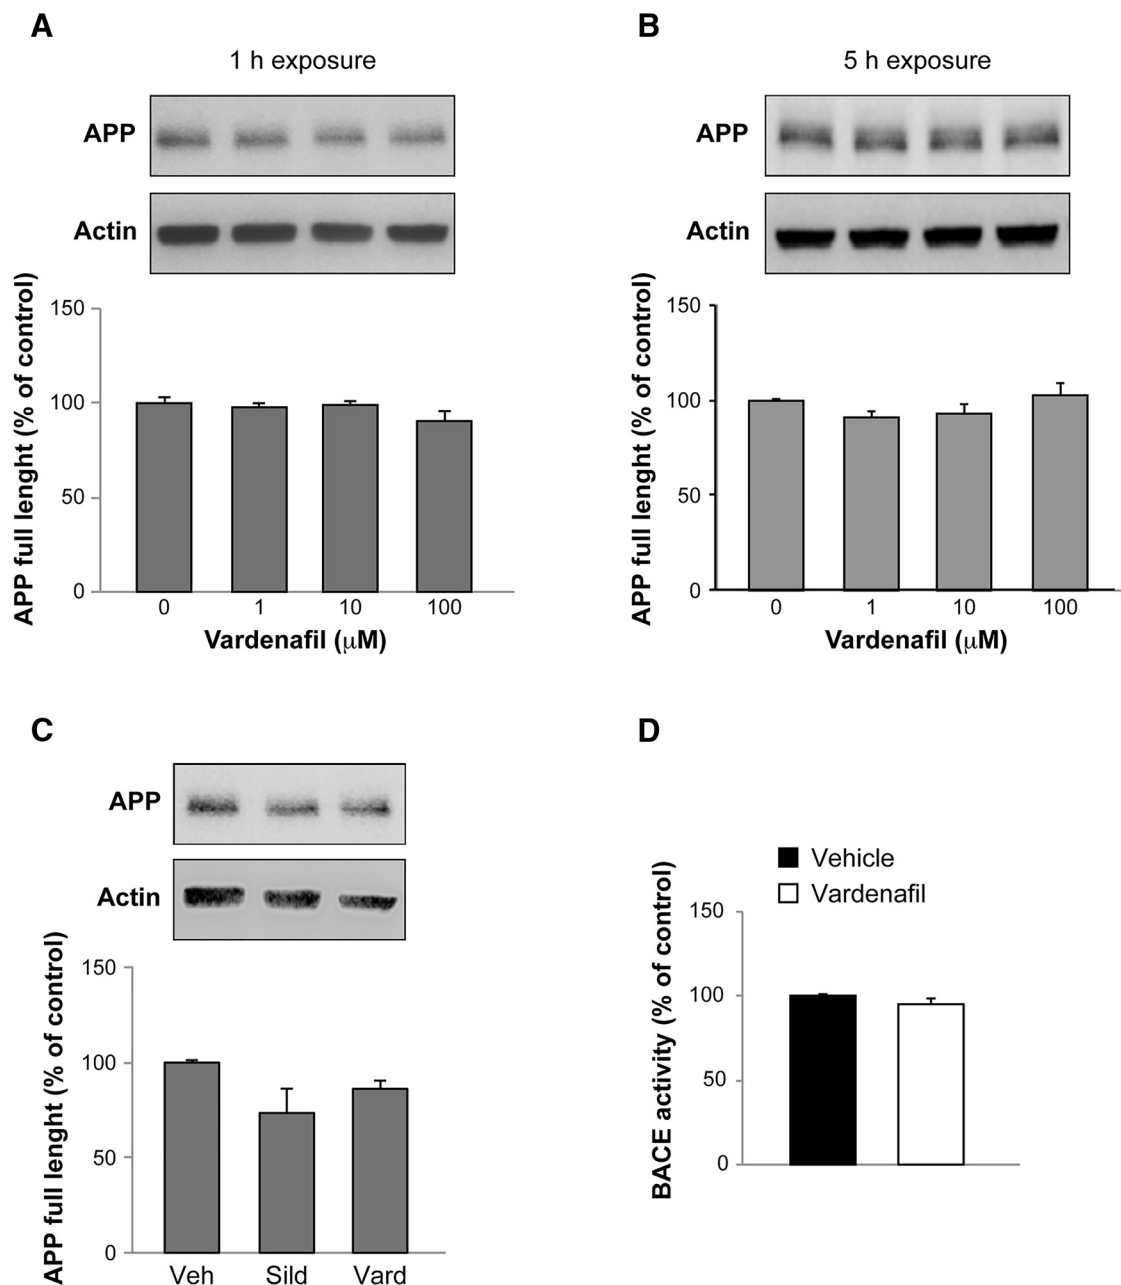 A
1 h exposure
APP
Actin
APP full lenght (% of control)
150
100
50
0
0 1 10 100
Vardenafil (μM)
B
5 h exposure
APP
Actin
APP full lenght (% of control)
150
100
50
0
0 1 10 100
Vardenafil (μM)
C
APP
Actin
APP full lenght (% of control)
150
100
50
0
Veh Sild Vard
D
Vehicle
Vardenafil
BACE activity (% of control)
150
100
50
0